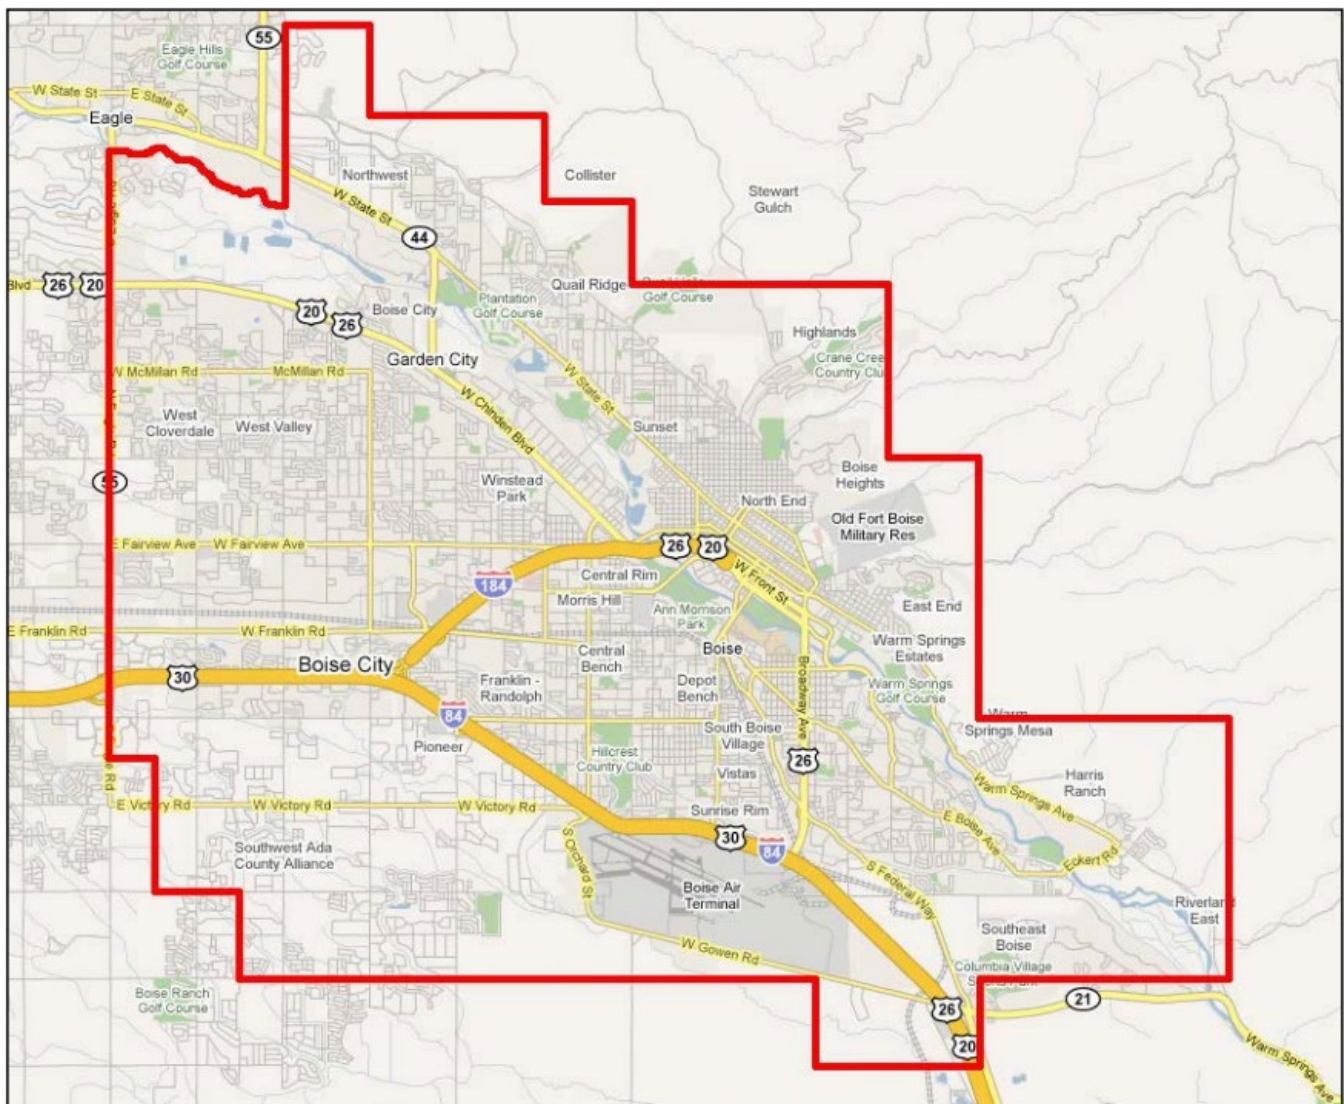 55
Eagle Hills
Golf Course
W State St
E State St
Eagle
Northwest
Collister
Stewart
Gulch
W State St
44
Blvd
26
20
Quail Ridge
Golf Course
20
26
Boise City
Plantation
Golf Course
Highlands
Crane Cree
Country Clu
Garden City
W McMillan Rd
McMillan Rd
W State St
West
Cloverdale
West Valley
W Chinden Blvd
Sunset
55
Winstead
Park
Boise
Heights
North End
Old Fort Boise
Military Res
E Fairview Ave
W Fairview Ave
26
20
184
Central Rim
W Front St
Morris Hill
Ann Morrison
Park
East End
E Franklin Rd
W Franklin Rd
Boise City
Central
Bench
Boise
Warm Springs
Estates
30
Franklin -
Randolph
Depot
Bench
Broadway Ave
Warm Springs
Golf Course
84
Pioneer
South Boise
Village
Warm
Springs Mesa
Hillcrest
Country Club
26
Vistas
Harris
Ranch
Warm Springs Ave
E Victory Rd
W Victory Rd
W Victory Rd
Sunrise Rim
E Boise Ave
30
84
Eckert Rd
Southwest Ada
County Alliance
S Orchard St
S Federal Way
Boise Air
Terminal
Riverland
East
W Gowen Rd
Southeast
Boise
Columbia Village
Boise Ranch
Golf Course
26
21
20
Warm Springs Ave